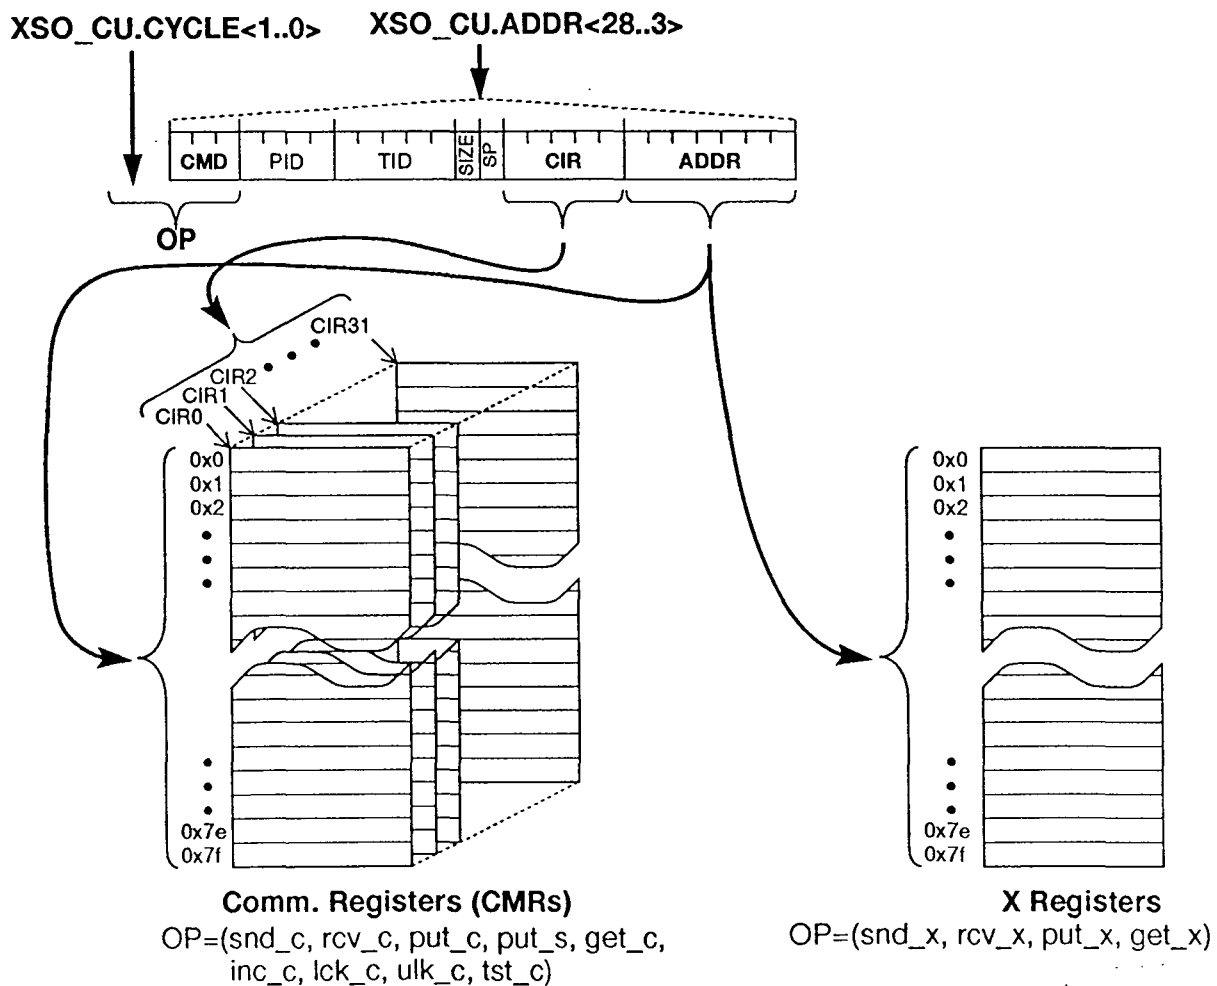 XSO_CU.CYCLE<1..0> XSO_CU.ADDR<28..3>
CMD PID TID SIZE SP CIR ADDR
OP
CIR31
CIR2
CIR1
CIR0
0x0 0x0
0x1 0x1
0x2 0x2
0x7e 0x7e
0x7f 0x7f
Comm. Registers (CMRs) X Registers
OP=(snd_c, rcv_c, put_c, put_s, get_c, OP=(snd_x, rcv_x, put_x, get_x)
inc_c, lck_c, ulk_c, tst_c)